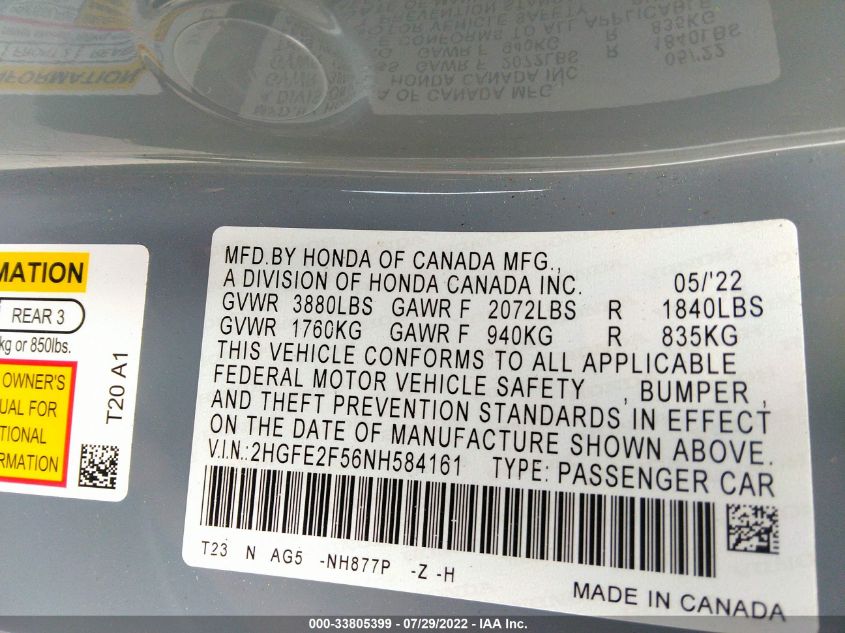 MATION
REAR 3
kg or 850lbs.
OWNER'S
UAL FOR
TIONAL
RMATION
T20 A1
MFD.BY HONDA OF CANADA MFG.,
A DIVISION OF HONDA CANADA INC. 05/'22
GVWR 3880LBS GAWR F 2072LBS R 1840LBS
GVWR 1760KG GAWR F 940KG R 835KG
THIS VEHICLE CONFORMS TO ALL APPLICABLE
FEDERAL MOTOR VEHICLE SAFETY , BUMPER ,
AND THEFT PREVENTION STANDARDS IN EFFECT
ON THE DATE OF MANUFACTURE SHOWN ABOVE.
V.I.N.:2HGFE2F56NH584161 TYPE: PASSENGER CAR
T23 N AG5 -NH877P -Z -H
MADE IN CANADA
000-33805399 / 07/29/2022 - IAA Inc.